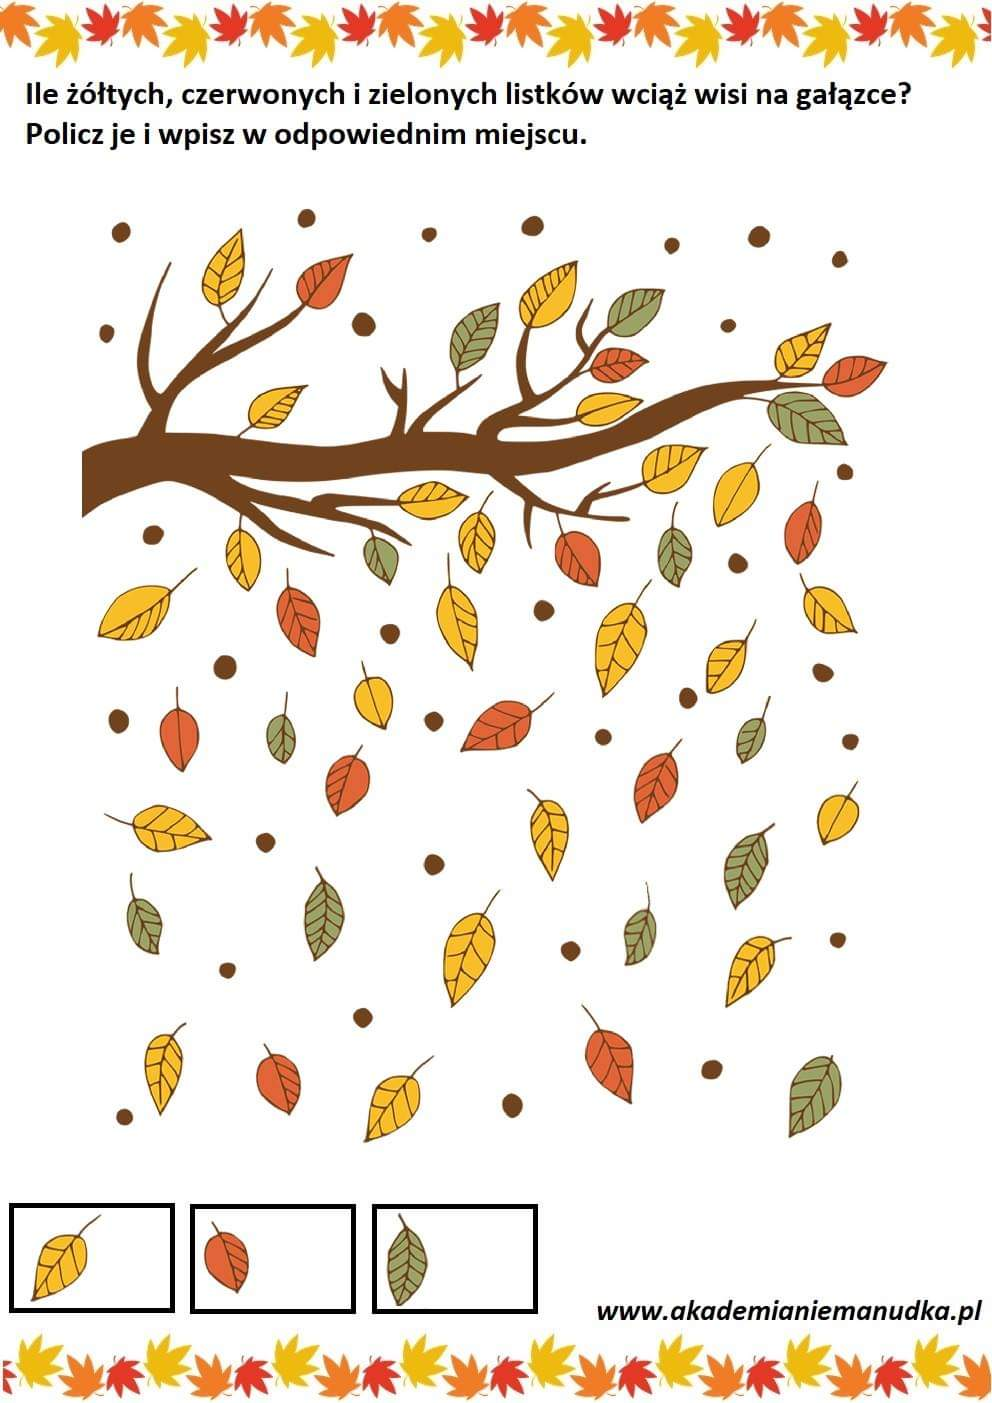 Ile żółtych, czerwonych i zielonych listków wciąż wisi na gałązce?
Policz je i wpisz w odpowiednim miejscu.
www.akademianiemanudka.pl